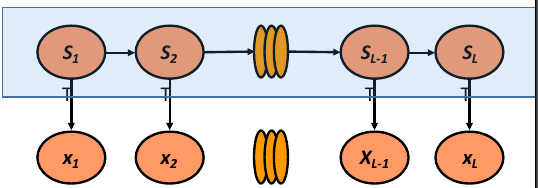 S1 S2 SL-1 SL
T T T T
x1 x2 XL-1 xL